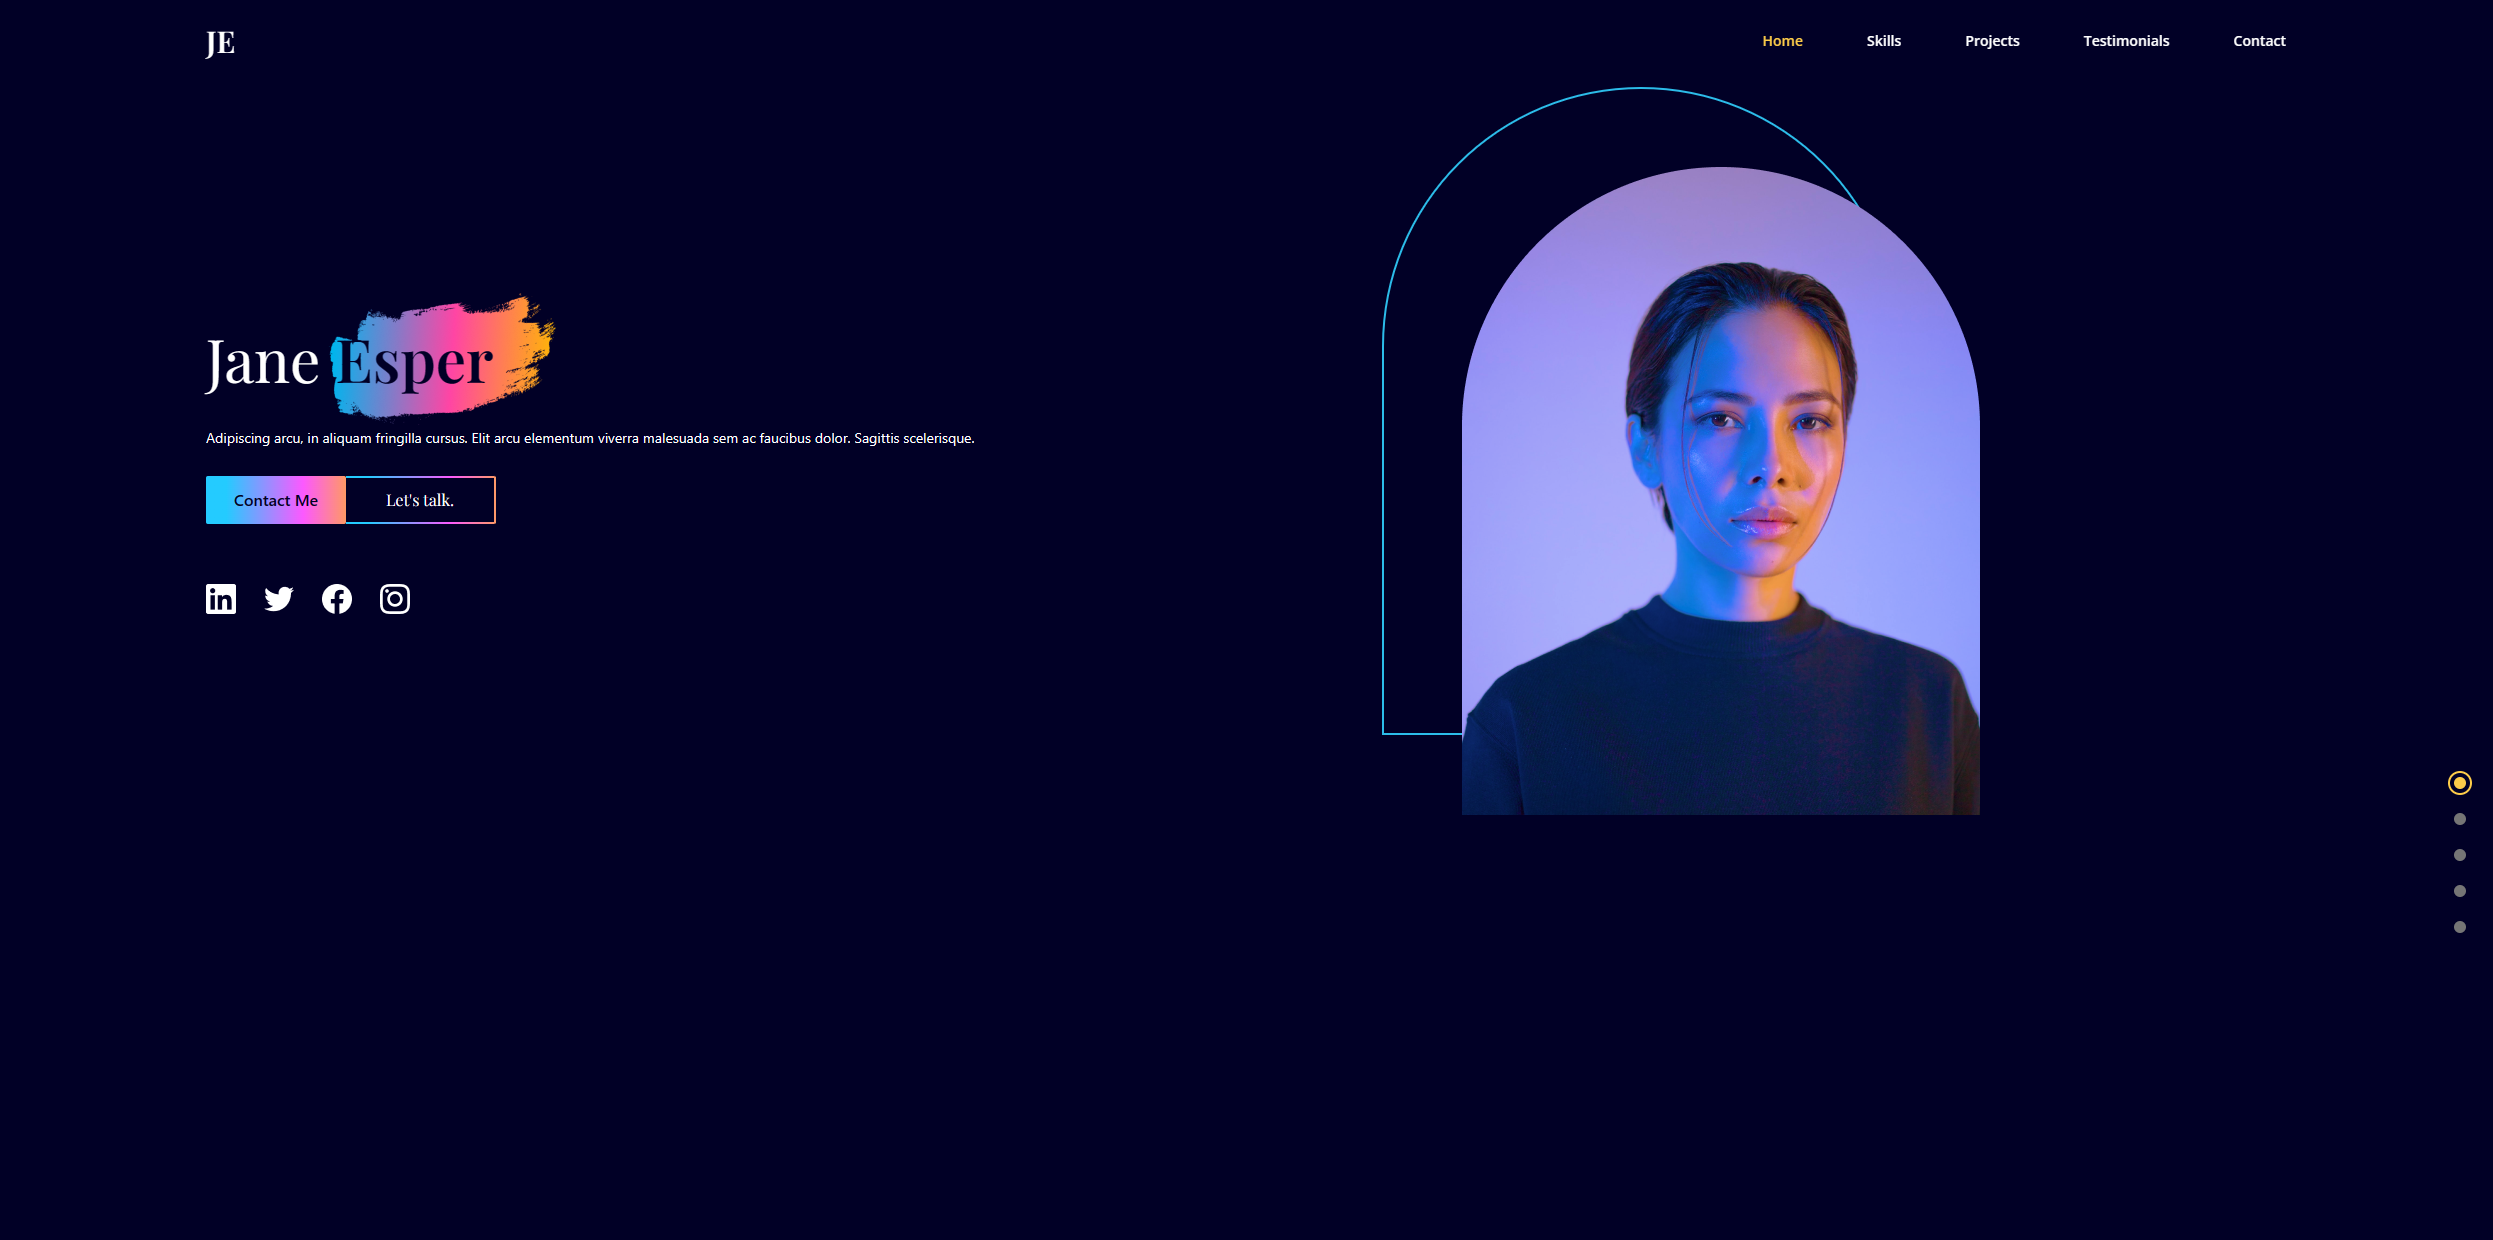 JE
Home Skills Projects Testimonials Contact
Jane Esper
Adipiscing arcu, in aliquam fringilla cursus. Elit arcu elementum viverra malesuada sem ac faucibus dolor. Sagittis scelerisque.
Contact Me
Let's talk.
in